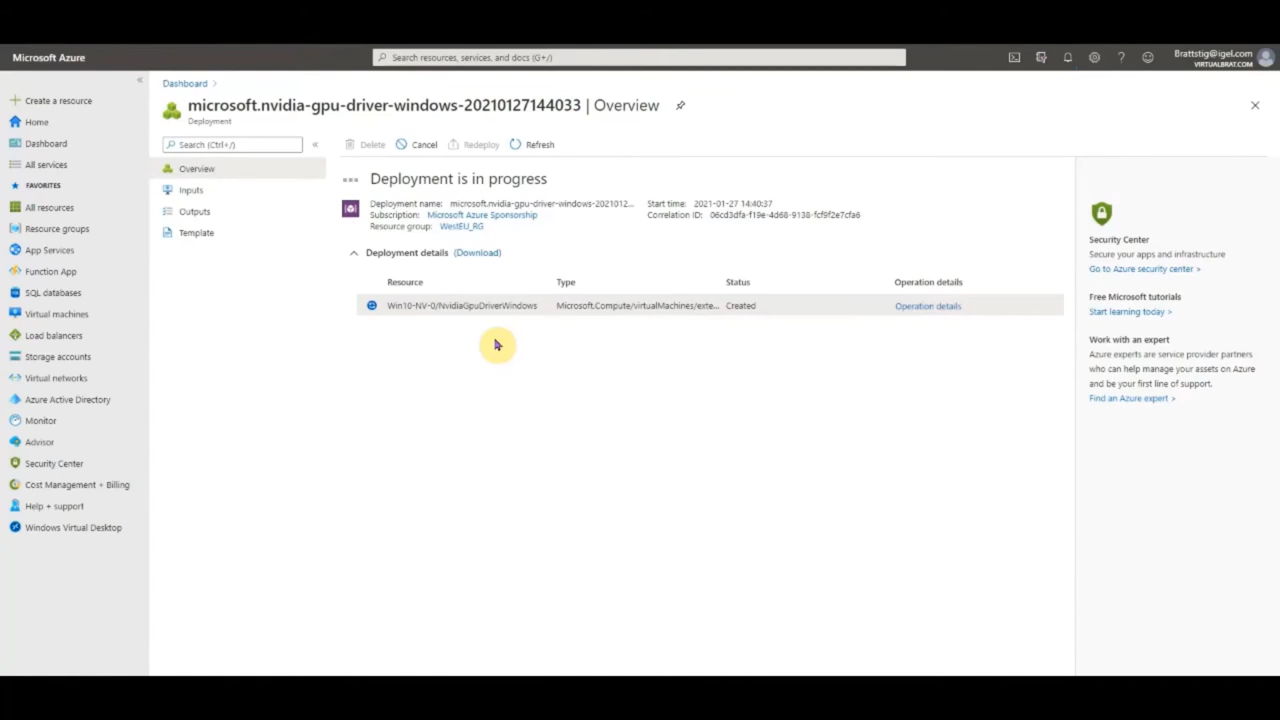 Microsoft Azure
Search resources, services, and docs (G+/)
Brattstig@igel.com
VIRTUALBRAT.COM
Create a resource
Home
Dashboard
All services
FAVORITES
All resources
Resource groups
App Services
Function App
SQL databases
Virtual machines
Load balancers
Storage accounts
Virtual networks
Azure Active Directory
Monitor
Advisor
Security Center
Cost Management + Billing
Help + support
Windows Virtual Desktop
Dashboard >
microsoft.nvidia-gpu-driver-windows-20210127144033 | Overview
Deployment
Search (Ctrl+/)
Overview
Inputs
Outputs
Template
Delete Cancel Redeploy Refresh
Deployment is in progress
Deployment name: microsoft.nvidia-gpu-driver-windows-2021012...
Subscription: Microsoft Azure Sponsorship
Resource group: WestEU_RG
Start time: 2021-01-27 14:40:37
Correlation ID: 06cd3dfa-f19e-4d68-9138-fcf9f2e7cfa6
Deployment details (Download)
Resource Type Status Operation details
Win10-NV-0/NvidiaGpuDriverWindows Microsoft.Compute/virtualMachines/exte... Created Operation details
Security Center
Secure your apps and infrastructure
Go to Azure security center >
Free Microsoft tutorials
Start learning today >
Work with an expert
Azure experts are service provider partners
who can help manage your assets on Azure
and be your first line of support.
Find an Azure expert >